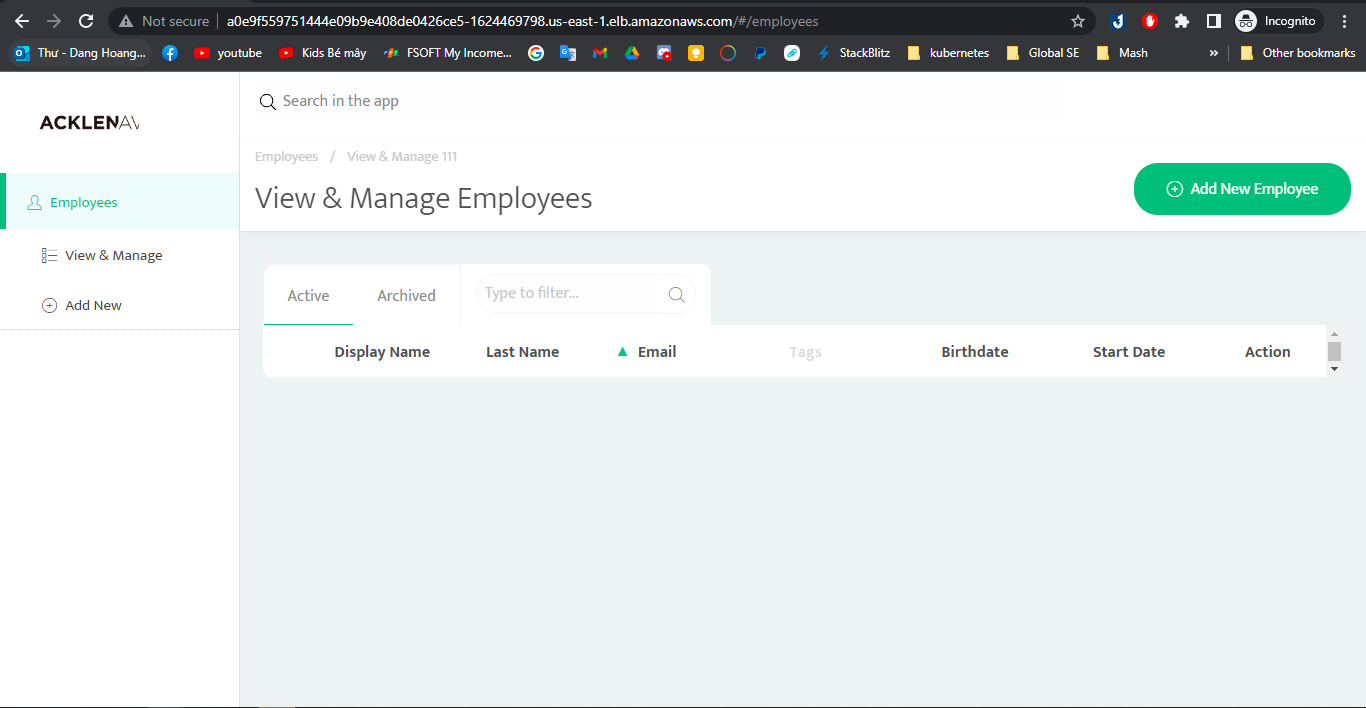 Not secure a0e9f559751444e09b9e408de0426ce5-1624469798.us-east-1.elb.amazonaws.com/#/employees Incognito
Thư - Dang Hoang... youtube Kids Bé mây FSOFT My Income... StackBlitz kubernetes Global SE Mash » Other bookmarks
Search in the app
ACKLENAV
Employees / View & Manage 111
View & Manage Employees
Add New Employee
Employees
View & Manage
Add New
Active Archived Type to filter...
Display Name Last Name Email Tags Birthdate Start Date Action